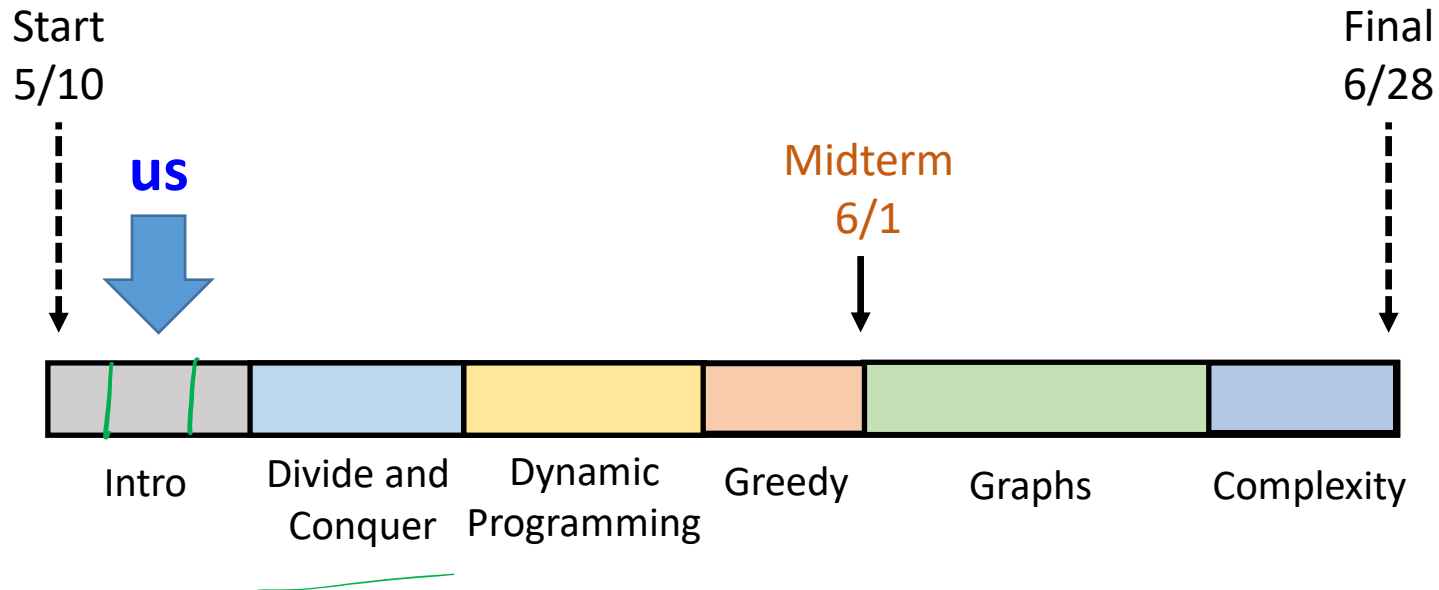 Start
5/10
Final
6/28
us
Midterm
6/1
Intro
Divide and
Conquer
Dynamic
Programming
Greedy
Graphs
Complexity